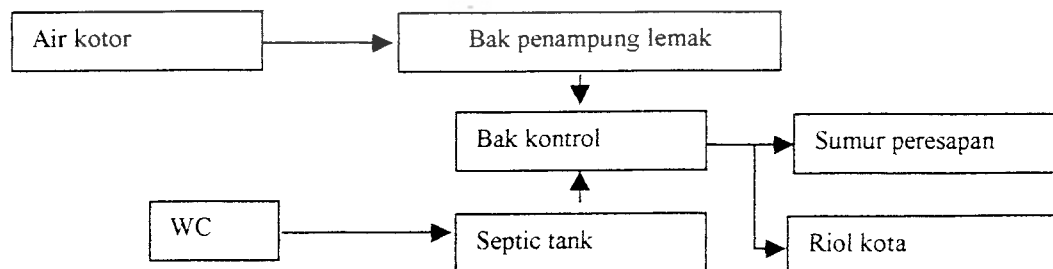 Air kotor
Bak penampung lemak
Bak kontrol
Sumur peresapan
WC
Septic tank
Riol kota